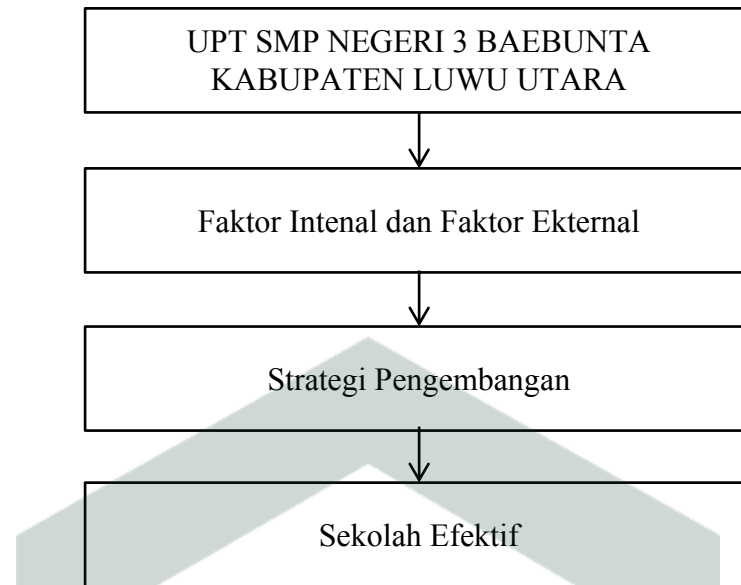 UPT SMP NEGERI 3 BAEBUNTA
KABUPATEN LUWU UTARA
Faktor Intenal dan Faktor Ekternal
Strategi Pengembangan
Sekolah Efektif